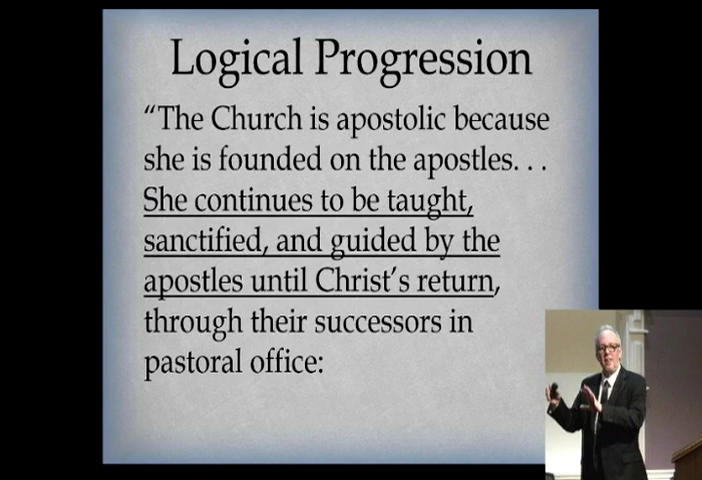 Logical Progression
“The Church is apostolic because
she is founded on the apostles. . .
She continues to be taught,
sanctified, and guided by the
apostles until Christ’s return,
through their successors in
pastoral office: